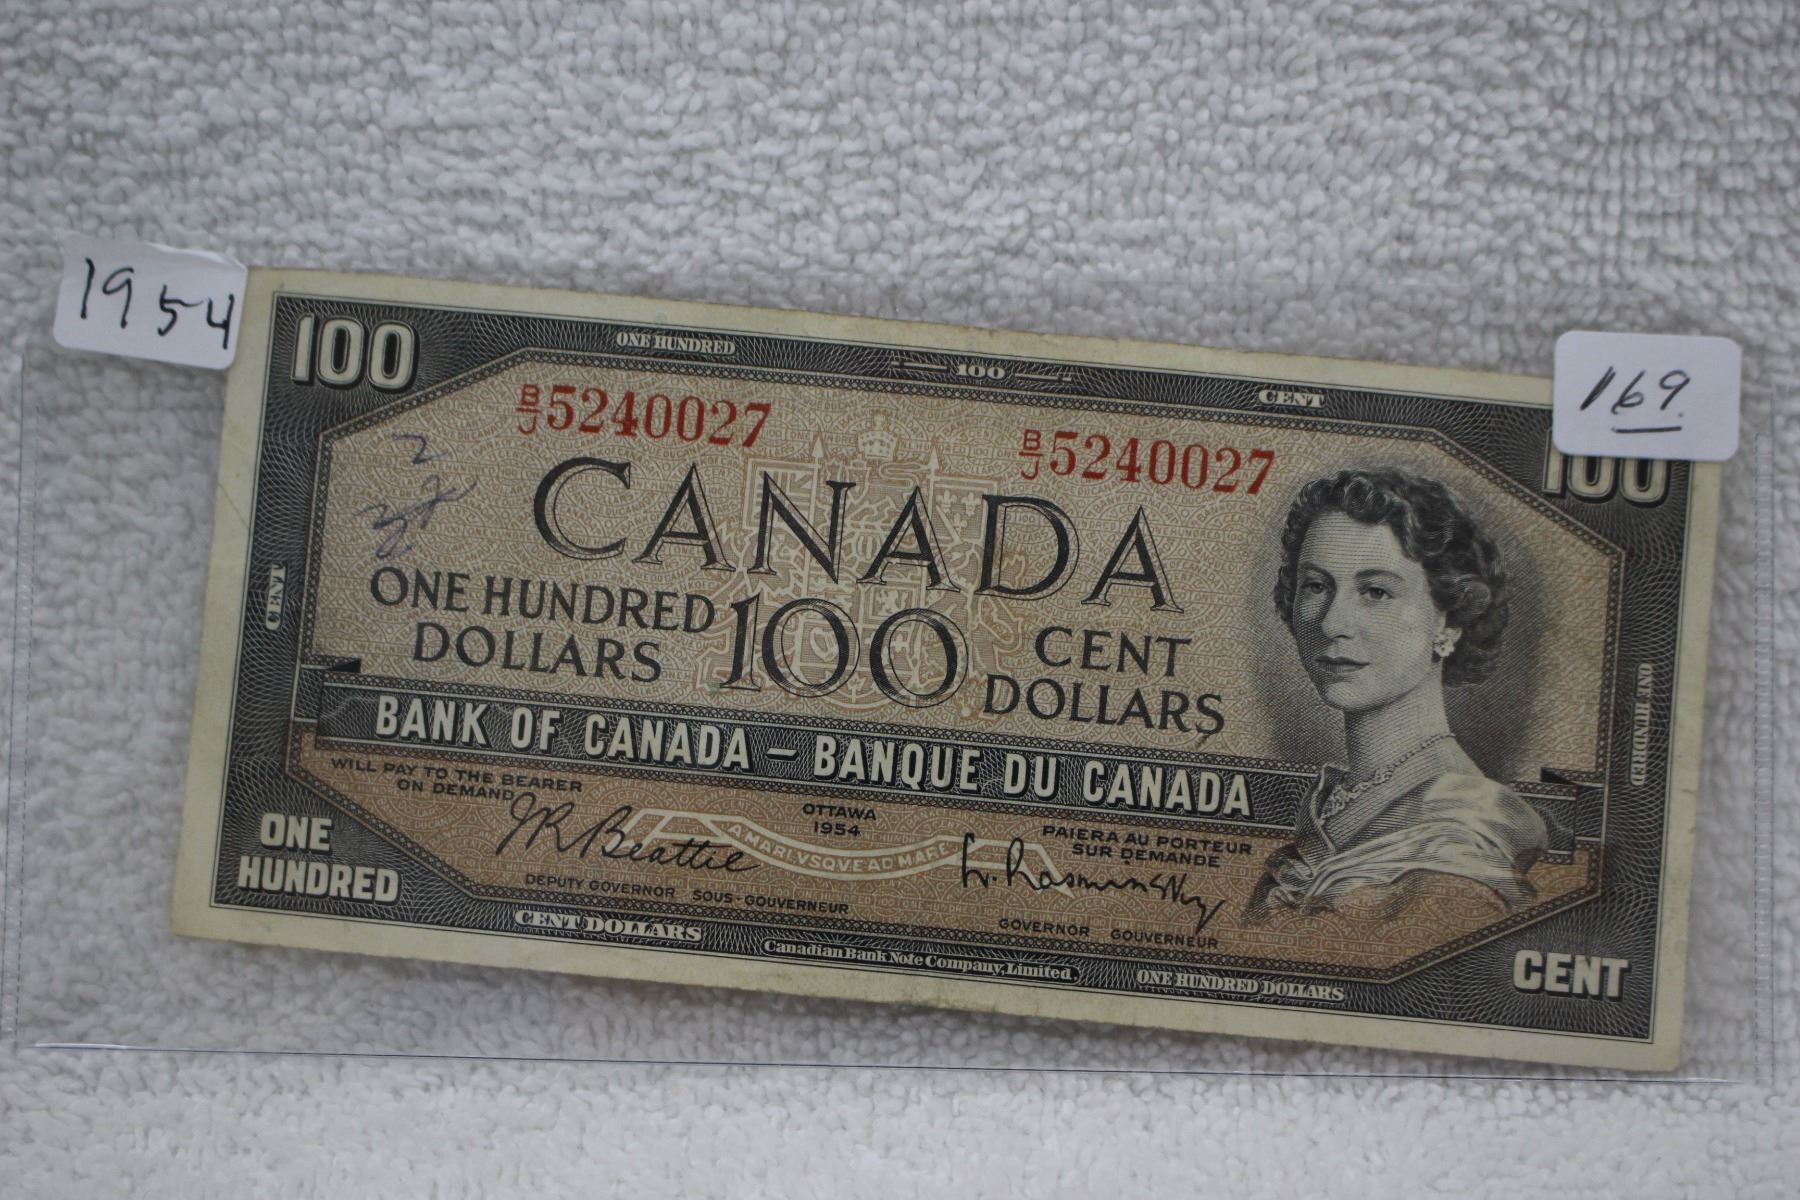 1954
169
100
ONE HUNDRED
100
CENT
100
B/J 5240027
B/J 5240027
CANADA
ONE HUNDRED DOLLARS
100
CENT DOLLARS
CENT
ONE HUNDRED
BANK OF CANADA – BANQUE DU CANADA
WILL PAY TO THE BEARER
ON DEMAND
OTTAWA
1954
PAIERA AU PORTEUR
SUR DEMANDE
J R Beattie
A MARI VSQVE AD MARE
L. Rasminsky
DEPUTY GOVERNOR SOUS-GOUVERNEUR
GOVERNOR GOUVERNEUR
ONE
HUNDRED
CENT
CENT DOLLARS
Canadian Bank Note Company, Limited.
ONE HUNDRED DOLLARS